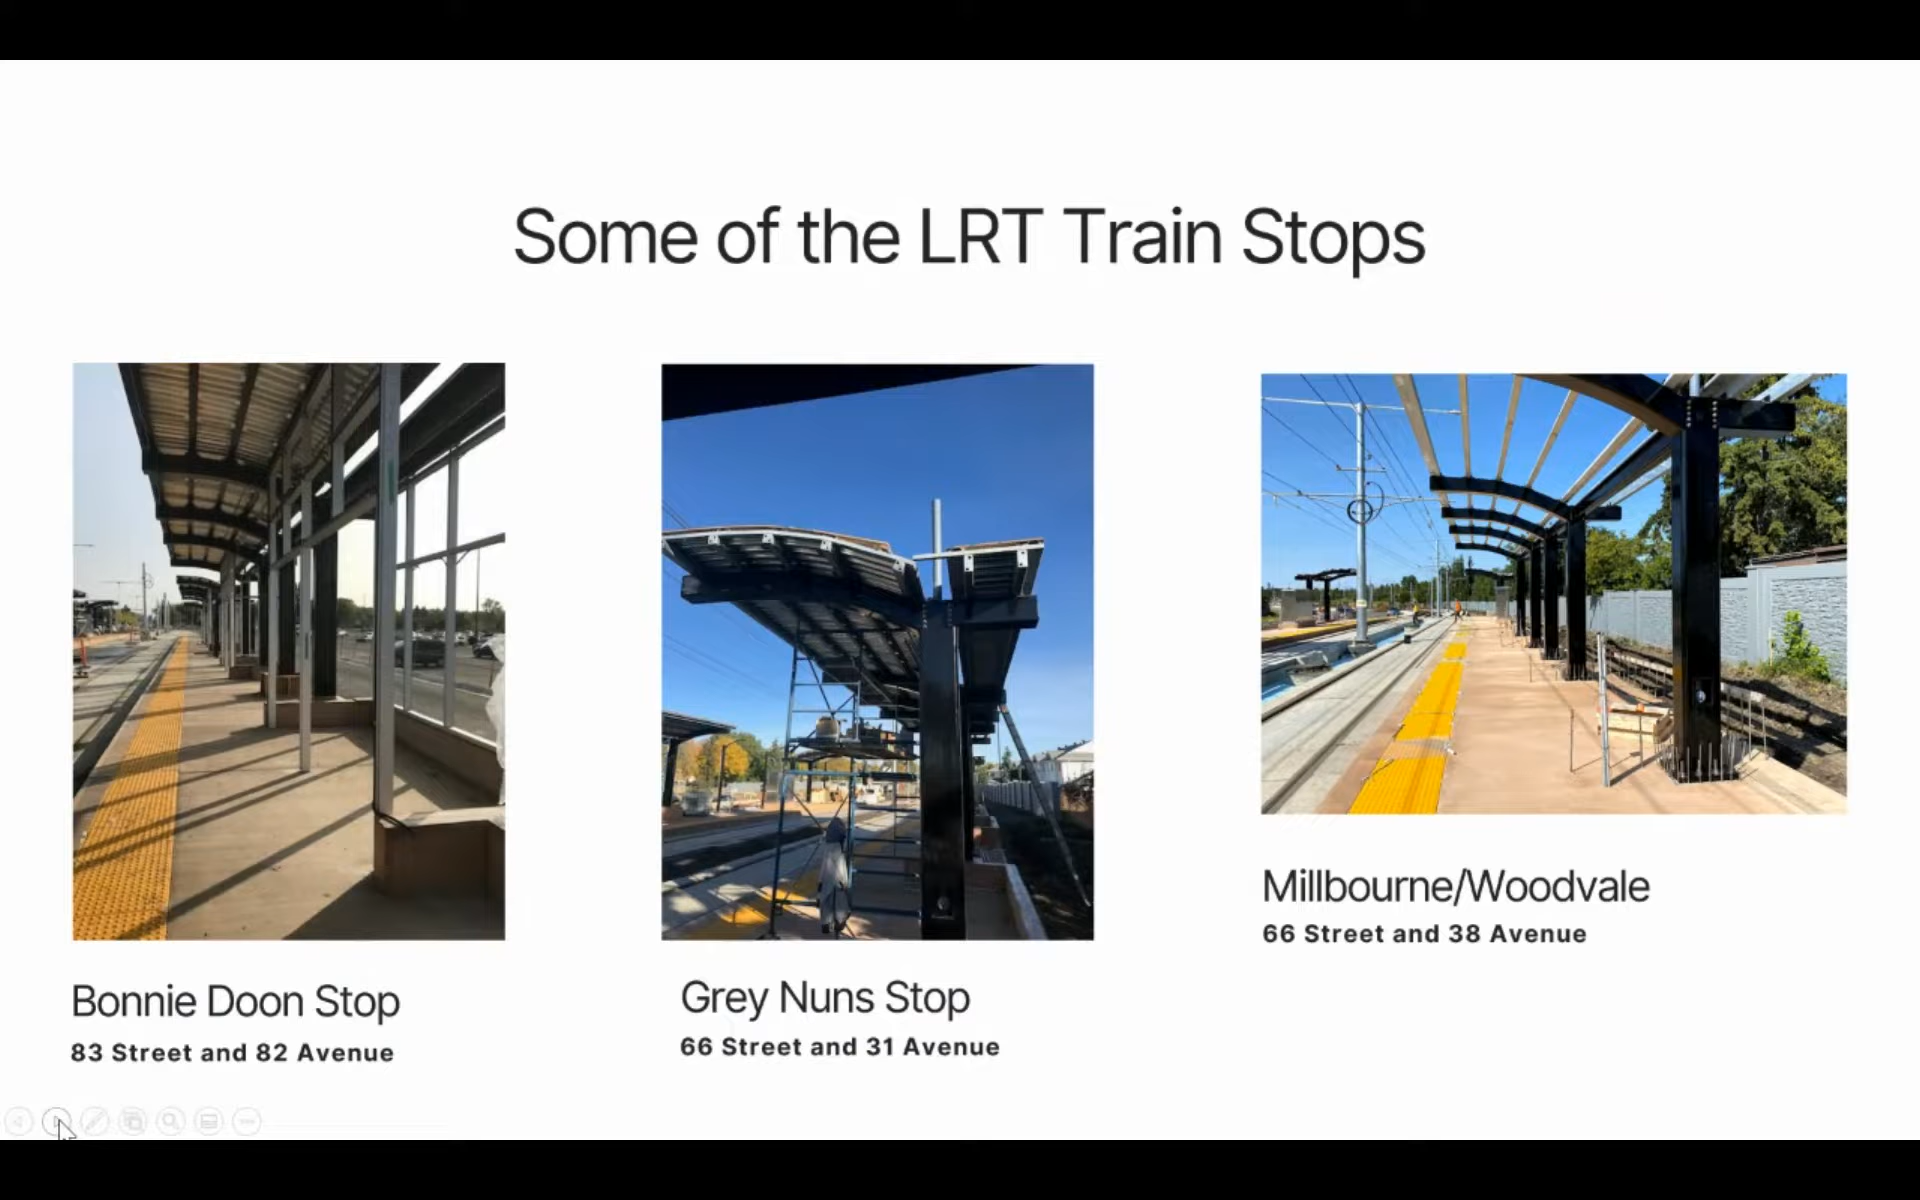 Some of the LRT Train Stops
Bonnie Doon Stop
83 Street and 82 Avenue
Grey Nuns Stop
66 Street and 31 Avenue
Millbourne/Woodvale
66 Street and 38 Avenue